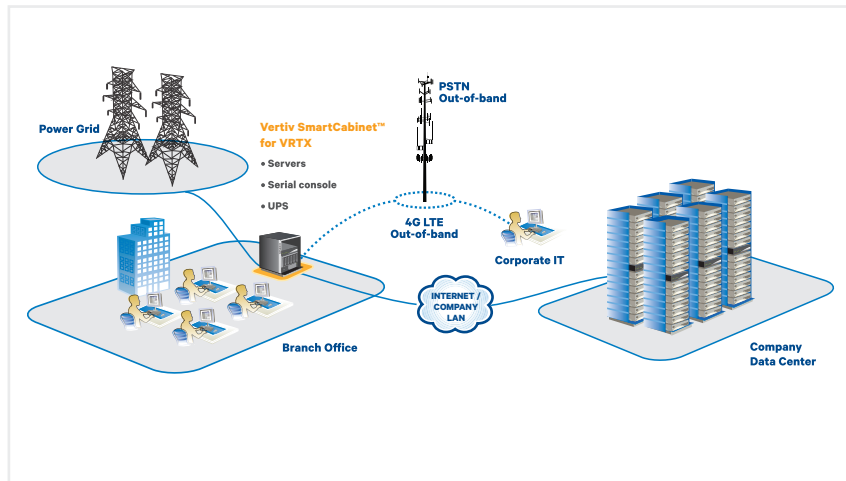 PSTN
Out-of-band
Power Grid
Vertiv SmartCabinet™
for VRTX
• Servers
• Serial console
• UPS
4G LTE
Out-of-band
Corporate IT
INTERNET /
COMPANY
LAN
Branch Office
Company
Data Center